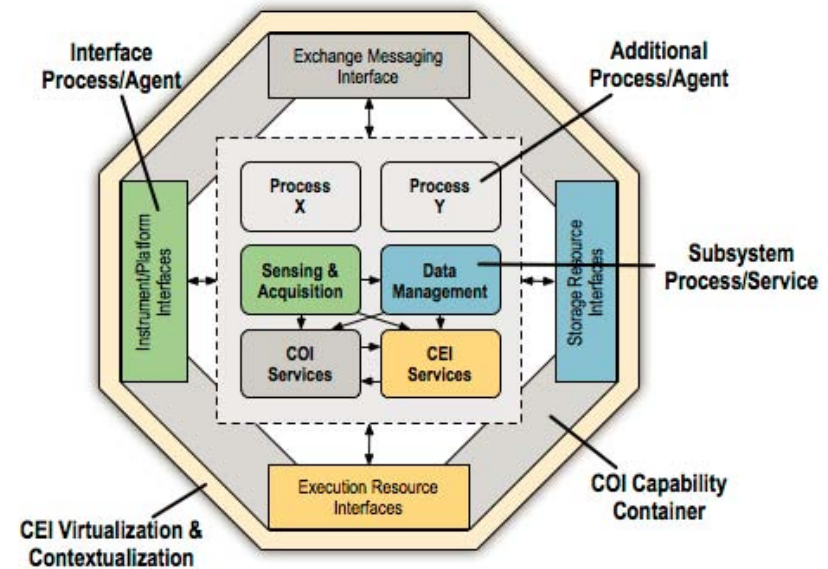 Interface
Process/Agent
Exchange Messaging
Interface
Additional
Process/Agent
Process
X
Process
Y
Instrument/Platform
Interfaces
Sensing &
Acquisition
Data
Management
Storage Resource
Interfaces
Subsystem
Process/Service
COI
Services
CEI
Services
Execution Resource
Interfaces
COI Capability
Container
CEI Virtualization &
Contextualization